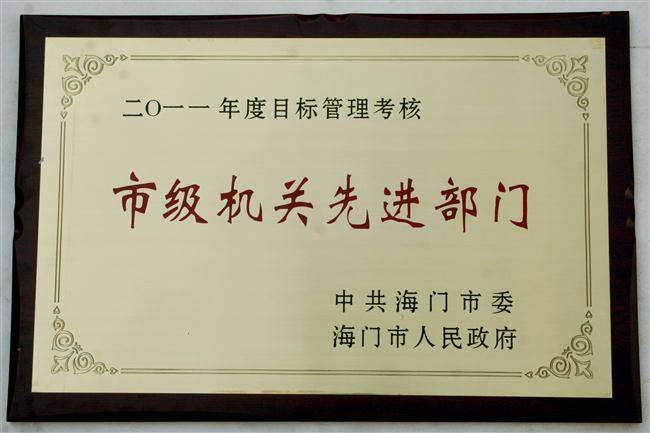 二〇一一年度目标管理考核
市级机关先进部门
中共海门市委
海门市人民政府